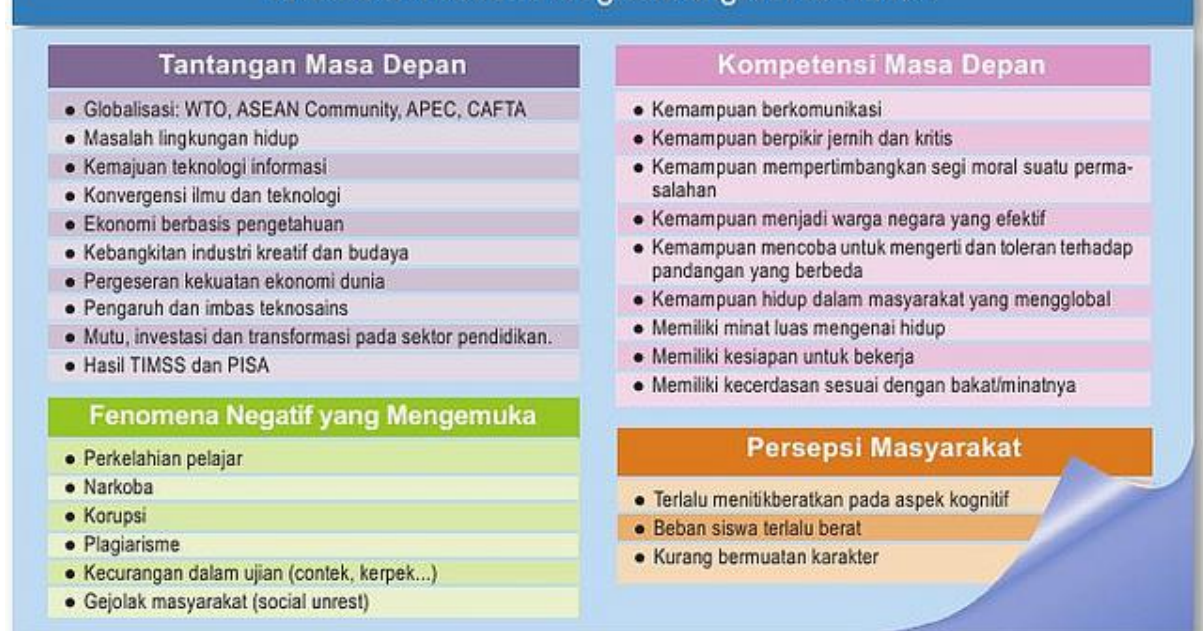 Tantangan Masa Depan
● Globalisasi: WTO, ASEAN Community, APEC, CAFTA
● Masalah lingkungan hidup
● Kemajuan teknologi informasi
● Konvergensi ilmu dan teknologi
● Ekonomi berbasis pengetahuan
● Kebangkitan industri kreatif dan budaya
● Pergeseran kekuatan ekonomi dunia
● Pengaruh dan imbas teknosains
● Mutu, investasi dan transformasi pada sektor pendidikan.
● Hasil TIMSS dan PISA
Fenomena Negatif yang Mengemuka
● Perkelahian pelajar
● Narkoba
● Korupsi
● Plagiarisme
● Kecurangan dalam ujian (contek, kerpek...)
● Gejolak masyarakat (social unrest)
Kompetensi Masa Depan
● Kemampuan berkomunikasi
● Kemampuan berpikir jernih dan kritis
● Kemampuan mempertimbangkan segi moral suatu perma-
salahan
● Kemampuan menjadi warga negara yang efektif
● Kemampuan mencoba untuk mengerti dan toleran terhadap
pandangan yang berbeda
● Kemampuan hidup dalam masyarakat yang mengglobal
● Memiliki minat luas mengenai hidup
● Memiliki kesiapan untuk bekerja
● Memiliki kecerdasan sesuai dengan bakat/minatnya
Persepsi Masyarakat
● Terlalu menitikberatkan pada aspek kognitif
● Beban siswa terlalu berat
● Kurang bermuatan karakter